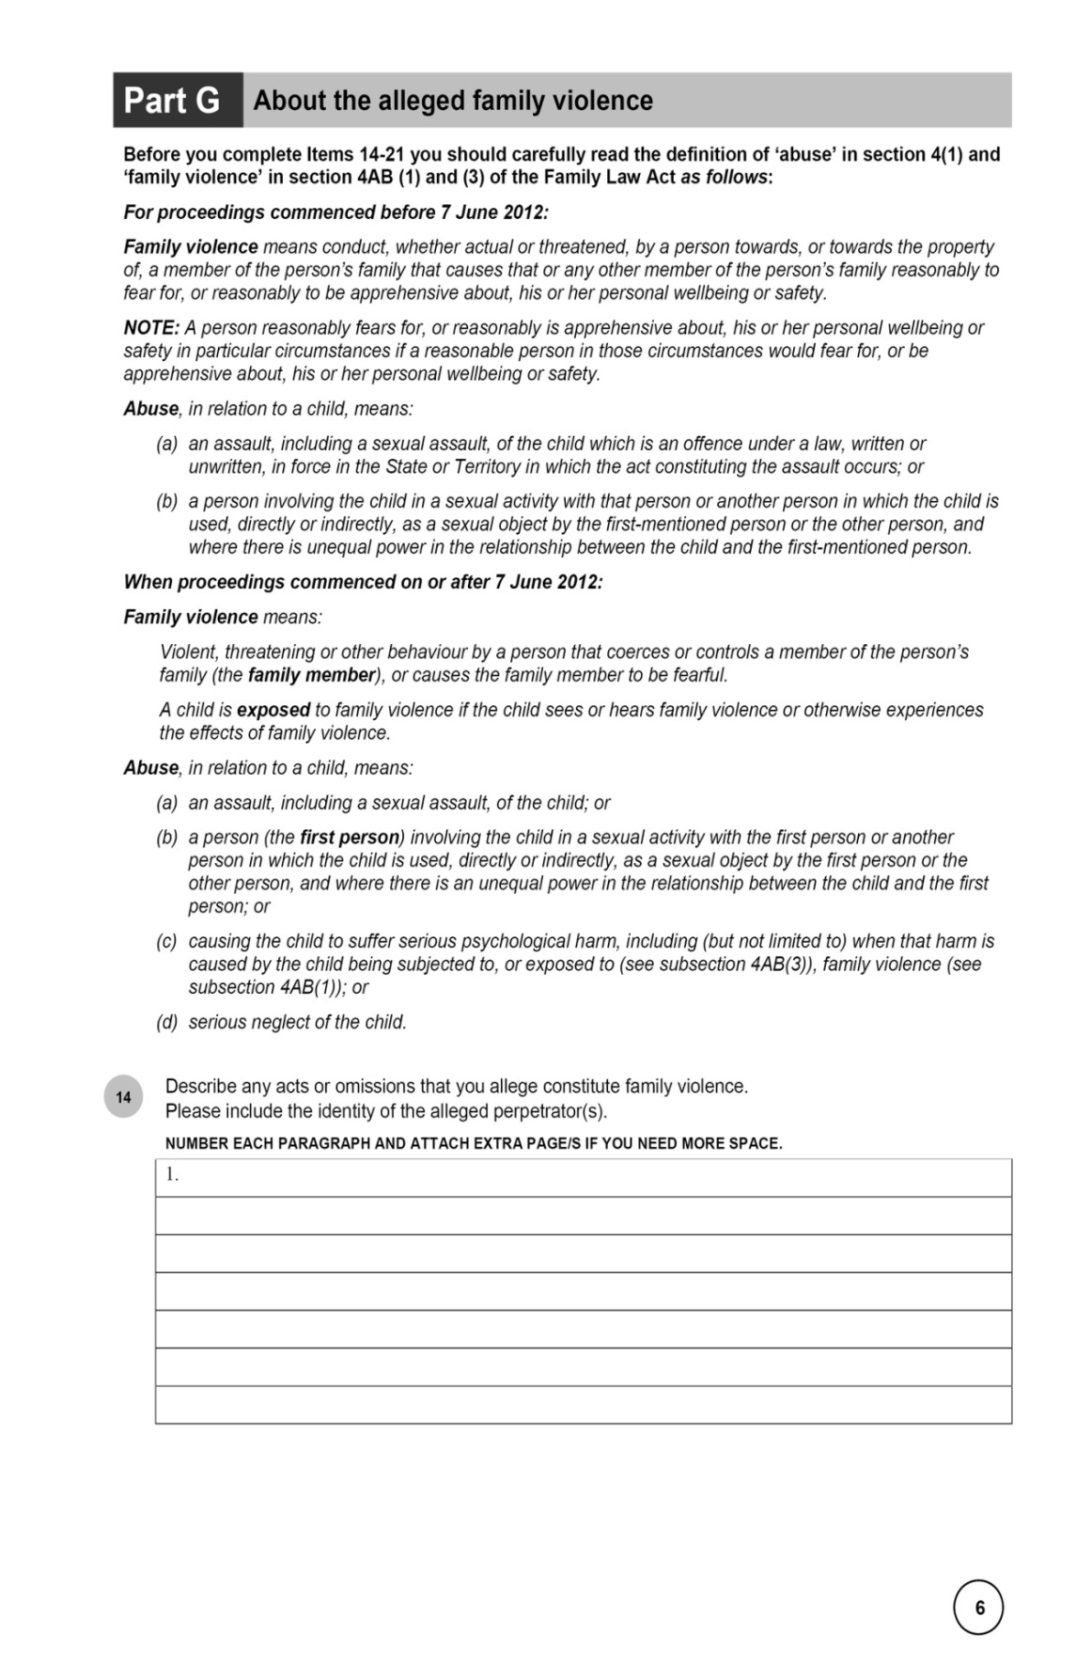 Part G About the alleged family violence
Before you complete Items 14-21 you should carefully read the definition of ‘abuse’ in section 4(1) and
‘family violence’ in section 4AB (1) and (3) of the Family Law Act as follows:
For proceedings commenced before 7 June 2012:
Family violence means conduct, whether actual or threatened, by a person towards, or towards the property
of, a member of the person’s family that causes that or any other member of the person’s family reasonably to
fear for, or reasonably to be apprehensive about, his or her personal wellbeing or safety.
NOTE: A person reasonably fears for, or reasonably is apprehensive about, his or her personal wellbeing or
safety in particular circumstances if a reasonable person in those circumstances would fear for, or be
apprehensive about, his or her personal wellbeing or safety.
Abuse, in relation to a child, means:
(a) an assault, including a sexual assault, of the child which is an offence under a law, written or
unwritten, in force in the State or Territory in which the act constituting the assault occurs; or
(b) a person involving the child in a sexual activity with that person or another person in which the child is
used, directly or indirectly, as a sexual object by the first-mentioned person or the other person, and
where there is unequal power in the relationship between the child and the first-mentioned person.
When proceedings commenced on or after 7 June 2012:
Family violence means:
Violent, threatening or other behaviour by a person that coerces or controls a member of the person’s
family (the family member), or causes the family member to be fearful.
A child is exposed to family violence if the child sees or hears family violence or otherwise experiences
the effects of family violence.
Abuse, in relation to a child, means:
(a) an assault, including a sexual assault, of the child; or
(b) a person (the first person) involving the child in a sexual activity with the first person or another
person in which the child is used, directly or indirectly, as a sexual object by the first person or the
other person, and where there is an unequal power in the relationship between the child and the first
person; or
(c) causing the child to suffer serious psychological harm, including (but not limited to) when that harm is
caused by the child being subjected to, or exposed to (see subsection 4AB(3)), family violence (see
subsection 4AB(1)); or
(d) serious neglect of the child.
14 Describe any acts or omissions that you allege constitute family violence.
Please include the identity of the alleged perpetrator(s).
NUMBER EACH PARAGRAPH AND ATTACH EXTRA PAGE/S IF YOU NEED MORE SPACE.
1.
6